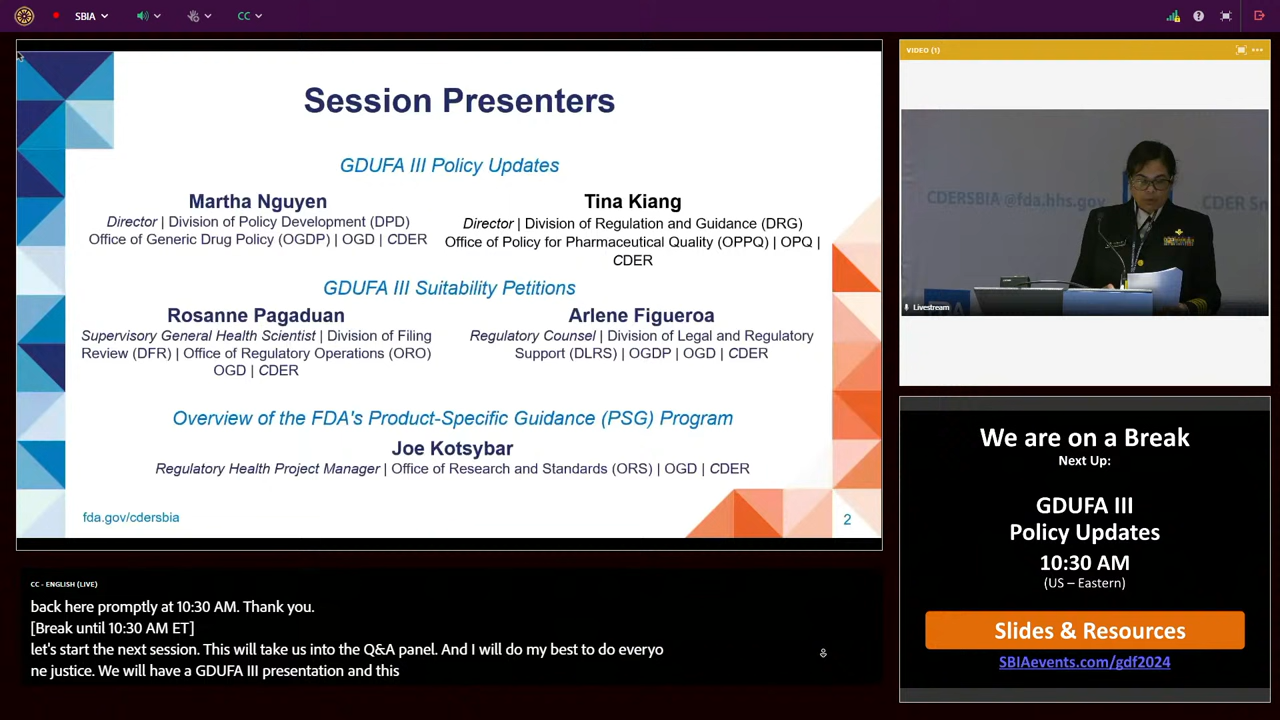 SBIA
CC
Session Presenters
GDUFA III Policy Updates
Martha Nguyen
Director | Division of Policy Development (DPD)
Office of Generic Drug Policy (OGDP) | OGD | CDER
Tina Kiang
Director | Division of Regulation and Guidance (DRG)
Office of Policy for Pharmaceutical Quality (OPPQ) | OPQ |
CDER
GDUFA III Suitability Petitions
Rosanne Pagaduan
Supervisory General Health Scientist | Division of Filing
Review (DFR) | Office of Regulatory Operations (ORO)
OGD | CDER
Arlene Figueroa
Regulatory Counsel | Division of Legal and Regulatory
Support (DLRS) | OGDP | OGD | CDER
Overview of the FDA's Product-Specific Guidance (PSG) Program
Joe Kotsybar
Regulatory Health Project Manager | Office of Research and Standards (ORS) | OGD | CDER
fda.gov/cdersbia
2
CC - ENGLISH (LIVE)
back here promptly at 10:30 AM. Thank you.
[Break until 10:30 AM ET]
let's start the next session. This will take us into the Q&A panel. And I will do my best to do everyo
ne justice. We will have a GDUFA III presentation and this
VIDEO (1)
CDERSBIA@fda.hhs.gov
CDER Sm
Livestream
We are on a Break
Next Up:
GDUFA III
Policy Updates
10:30 AM
(US – Eastern)
Slides & Resources
SBIAevents.com/gdf2024